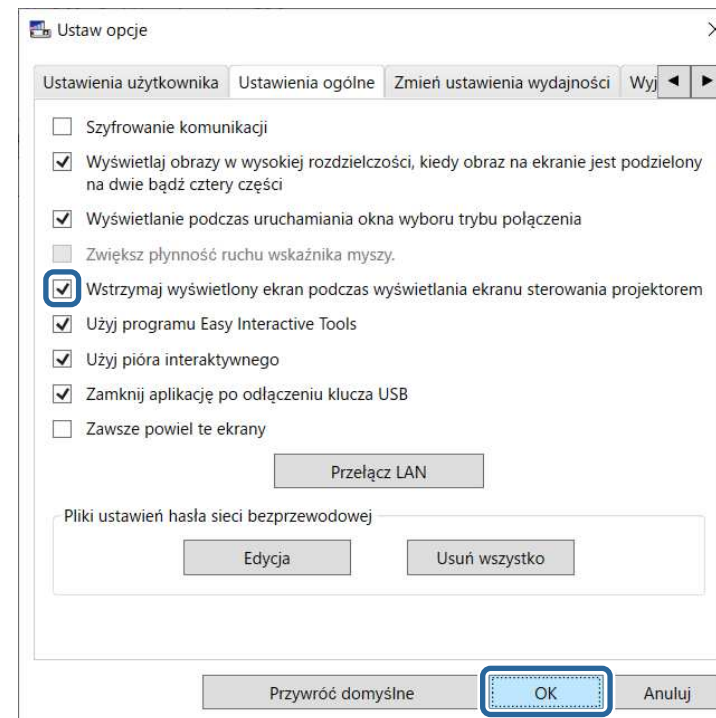 Ustaw opcje
Ustawienia użytkownika Ustawienia ogólne Zmień ustawienia wydajności Wyj
Szyfrowanie komunikacji
Wyświetlaj obrazy w wysokiej rozdzielczości, kiedy obraz na ekranie jest podzielony
na dwie bądź cztery części
Wyświetlanie podczas uruchamiania okna wyboru trybu połączenia
Zwiększ płynność ruchu wskaźnika myszy.
Wstrzymaj wyświetlony ekran podczas wyświetlania ekranu sterowania projektorem
Użyj programu Easy Interactive Tools
Użyj pióra interaktywnego
Zamknij aplikację po odłączeniu klucza USB
Zawsze powiel te ekrany
Przełącz LAN
Pliki ustawień hasła sieci bezprzewodowej
Edycja Usuń wszystko
Przywróć domyślne OK Anuluj